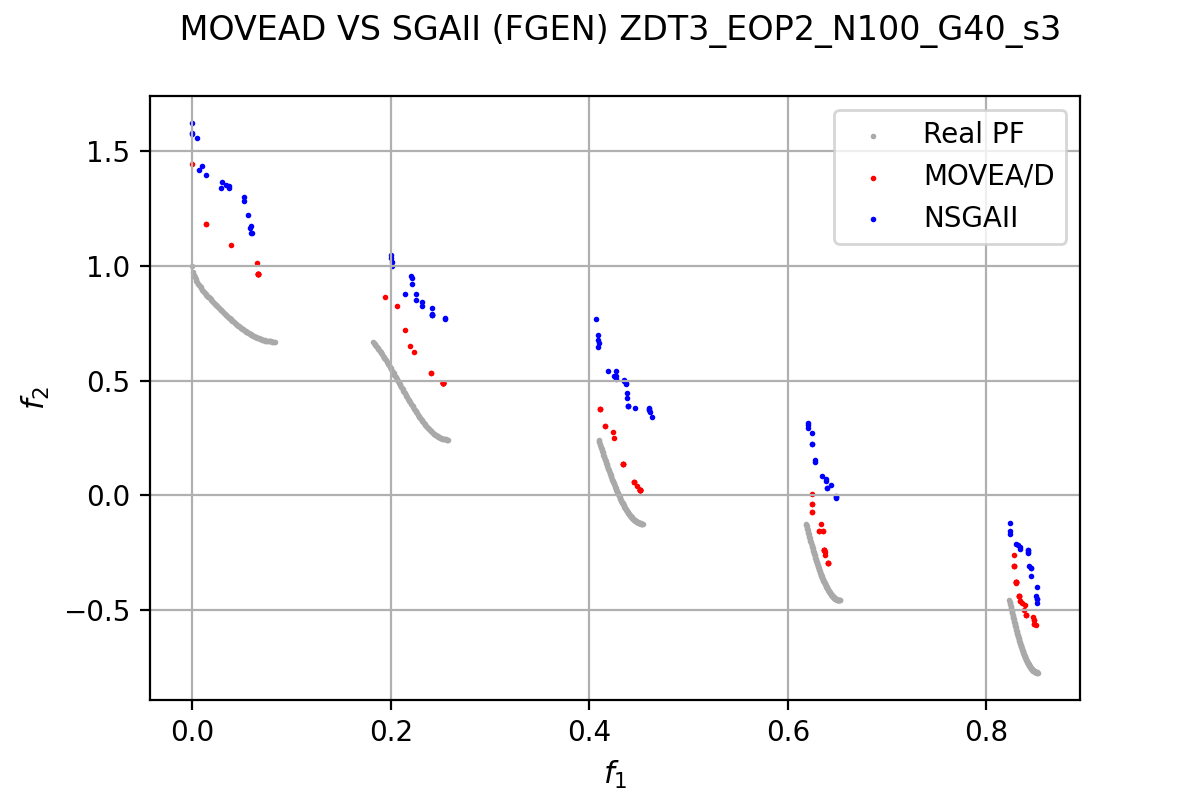 MOVEAD VS SGAII (FGEN) ZDT3_EOP2_N100_G40_s3
Real PF
MOVEA/D
NSGAII
1.5
1.0
0.5
0.0
−0.5
f2
0.0 0.2 0.4 0.6 0.8
f1